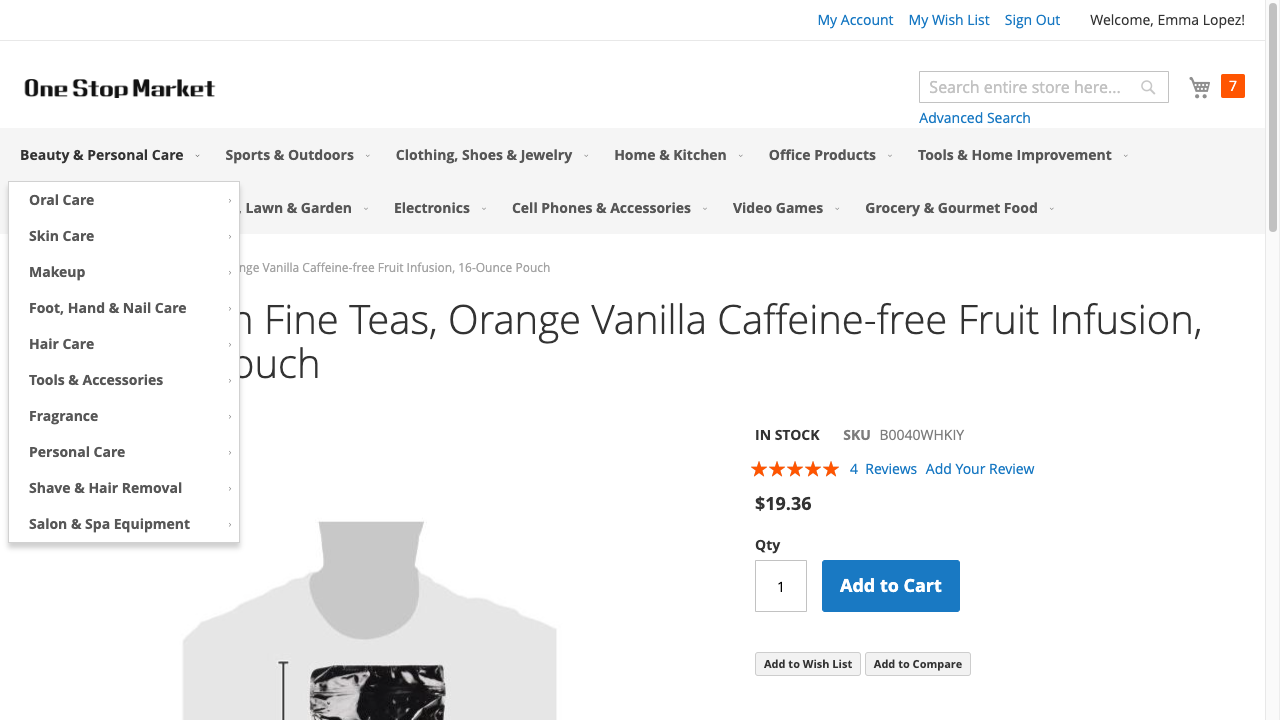 My Account My Wish List Sign Out Welcome, Emma Lopez!
One Stop Market
Search entire store here...
7
Advanced Search
Beauty & Personal Care Sports & Outdoors Clothing, Shoes & Jewelry Home & Kitchen Office Products Tools & Home Improvement
Lawn & Garden Electronics Cell Phones & Accessories Video Games Grocery & Gourmet Food
Oral Care
Skin Care
Makeup
Foot, Hand & Nail Care
Hair Care
Tools & Accessories
Fragrance
Personal Care
Shave & Hair Removal
Salon & Spa Equipment
Vanilla Caffeine-free Fruit Infusion, 16-Ounce Pouch
Fine Teas, Orange Vanilla Caffeine-free Fruit Infusion,
IN STOCK SKU B0040WHKIY
4 Reviews Add Your Review
$19.36
Qty
1 Add to Cart
Add to Wish List Add to Compare